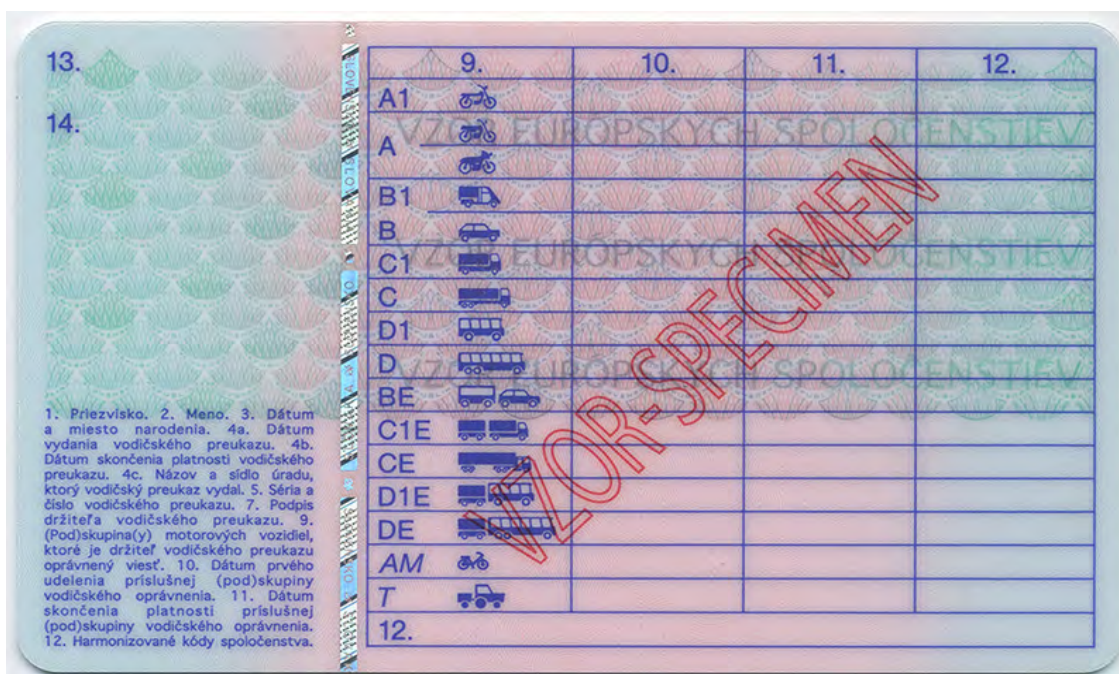 13.
14.
1. Priezvisko. 2. Meno. 3. Dátum
a miesto narodenia. 4a. Dátum
vydania vodičského preukazu. 4b.
Dátum skončenia platnosti vodičského
preukazu. 4c. Názov a sídlo úradu,
ktorý vodičský preukaz vydal. 5. Séria a
číslo vodičského preukazu. 7. Podpis
držiteľa vodičského preukazu. 9.
(Pod)skupina(y) motorových vozidiel,
ktoré je držiteľ vodičského preukazu
oprávnený viesť. 10. Dátum prvého
udelenia príslušnej (pod)skupiny
vodičského oprávnenia. 11. Dátum
skončenia platnosti príslušnej
(pod)skupiny vodičského oprávnenia.
12. Harmonizované kódy spoločenstva.
9. 10. 11. 12.
A1
A
B1
B
C1
C
D1
D
BE
C1E
CE
D1E
DE
AM
T
12.
VZOR EURÓPSKYCH SPOLOČENSTIEV
VZOR EURÓPSKYCH SPOLOČENSTIEV
VZOR EURÓPSKYCH SPOLOČENSTIEV
VZOR-SPECIMEN